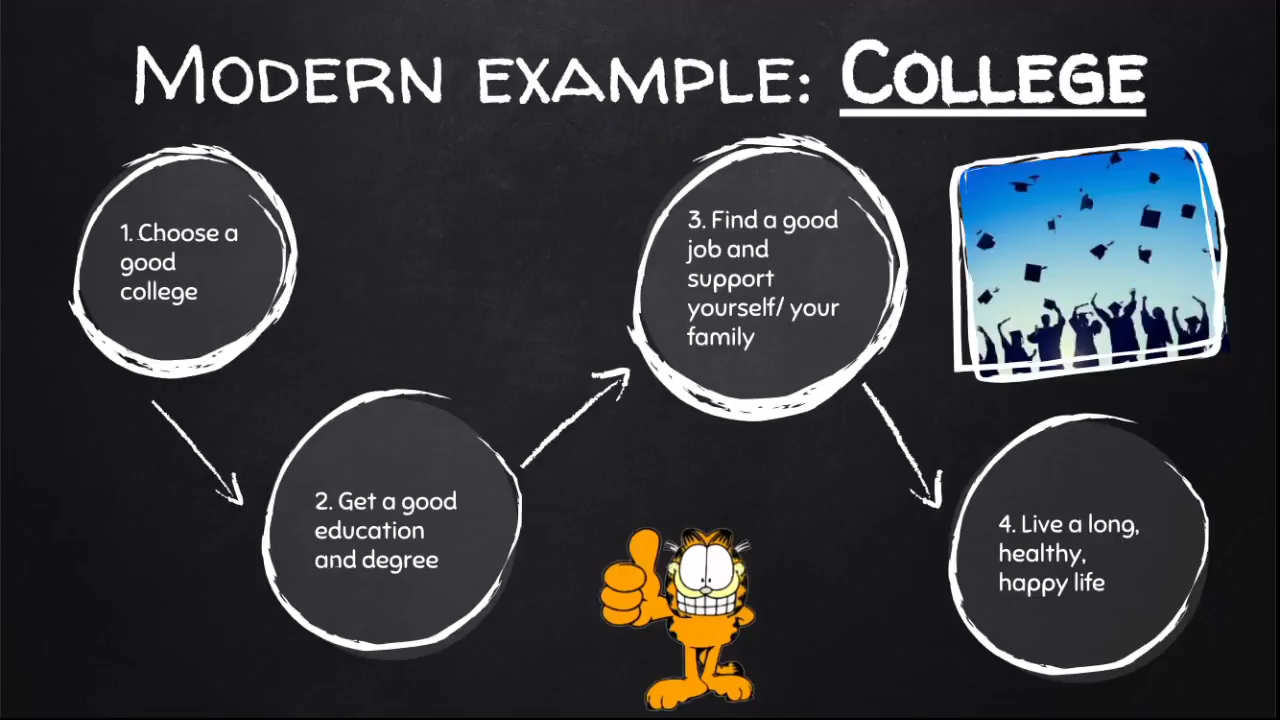 MODERN EXAMPLE: COLLEGE
1. Choose a
good
college
2. Get a good
education
and degree
3. Find a good
job and
support
yourself/ your
family
4. Live a long,
healthy,
happy life